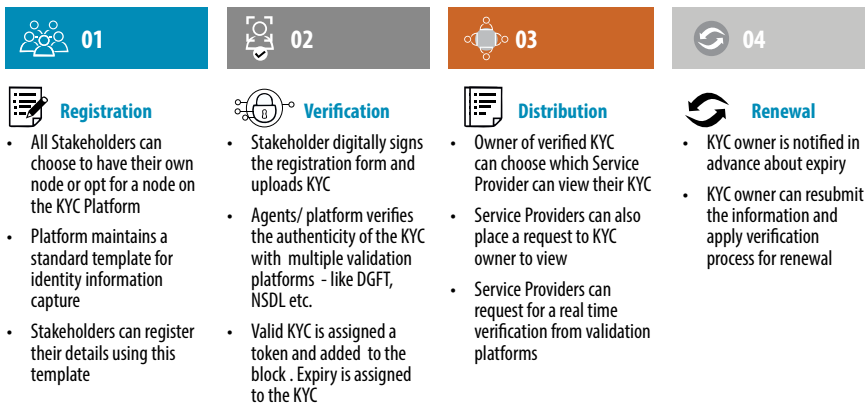 01
Registration
• All Stakeholders can
choose to have their own
node or opt for a node on
the KYC Platform
• Platform maintains a
standard template for
identity information
capture
• Stakeholders can register
their details using this
template
02
Verification
• Stakeholder digitally signs
the registration form and
uploads KYC
• Agents/ platform verifies
the authenticity of the KYC
with multiple validation
platforms - like DGFT,
NSDL etc.
• Valid KYC is assigned a
token and added to the
block . Expiry is assigned
to the KYC
03
Distribution
• Owner of verified KYC
can choose which Service
Provider can view their KYC
• Service Providers can also
place a request to KYC
owner to view
• Service Providers can
request for a real time
verification from validation
platforms
04
Renewal
• KYC owner is notified in
advance about expiry
• KYC owner can resubmit
the information and
apply verification
process for renewal